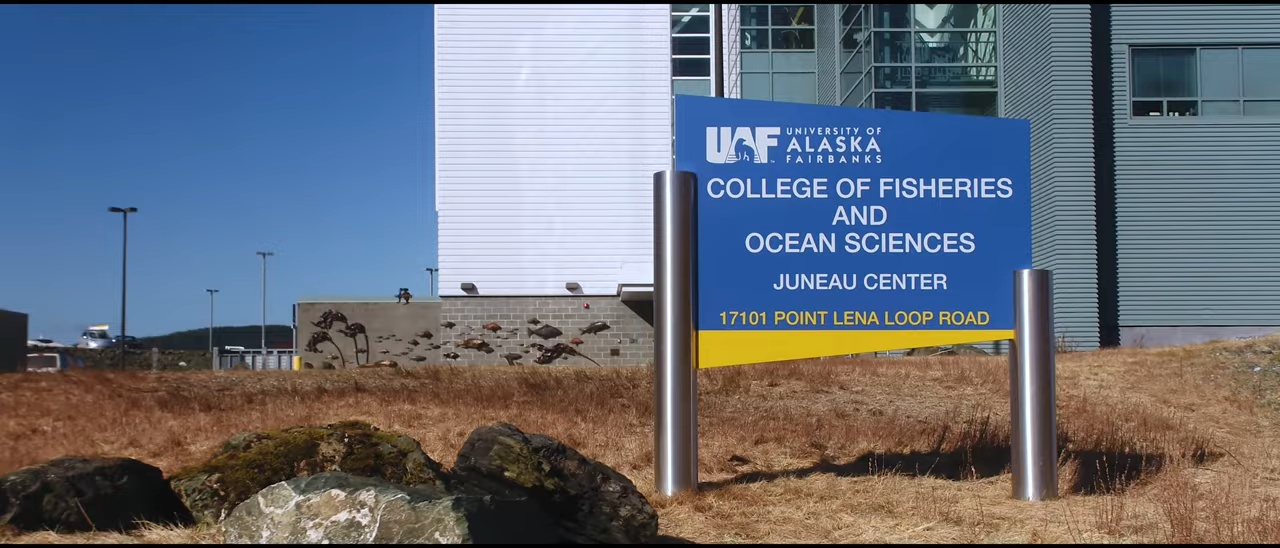 UAF
UNIVERSITY OF
ALASKA
FAIRBANKS
COLLEGE OF FISHERIES
AND
OCEAN SCIENCES
JUNEAU CENTER
17101 POINT LENA LOOP ROAD